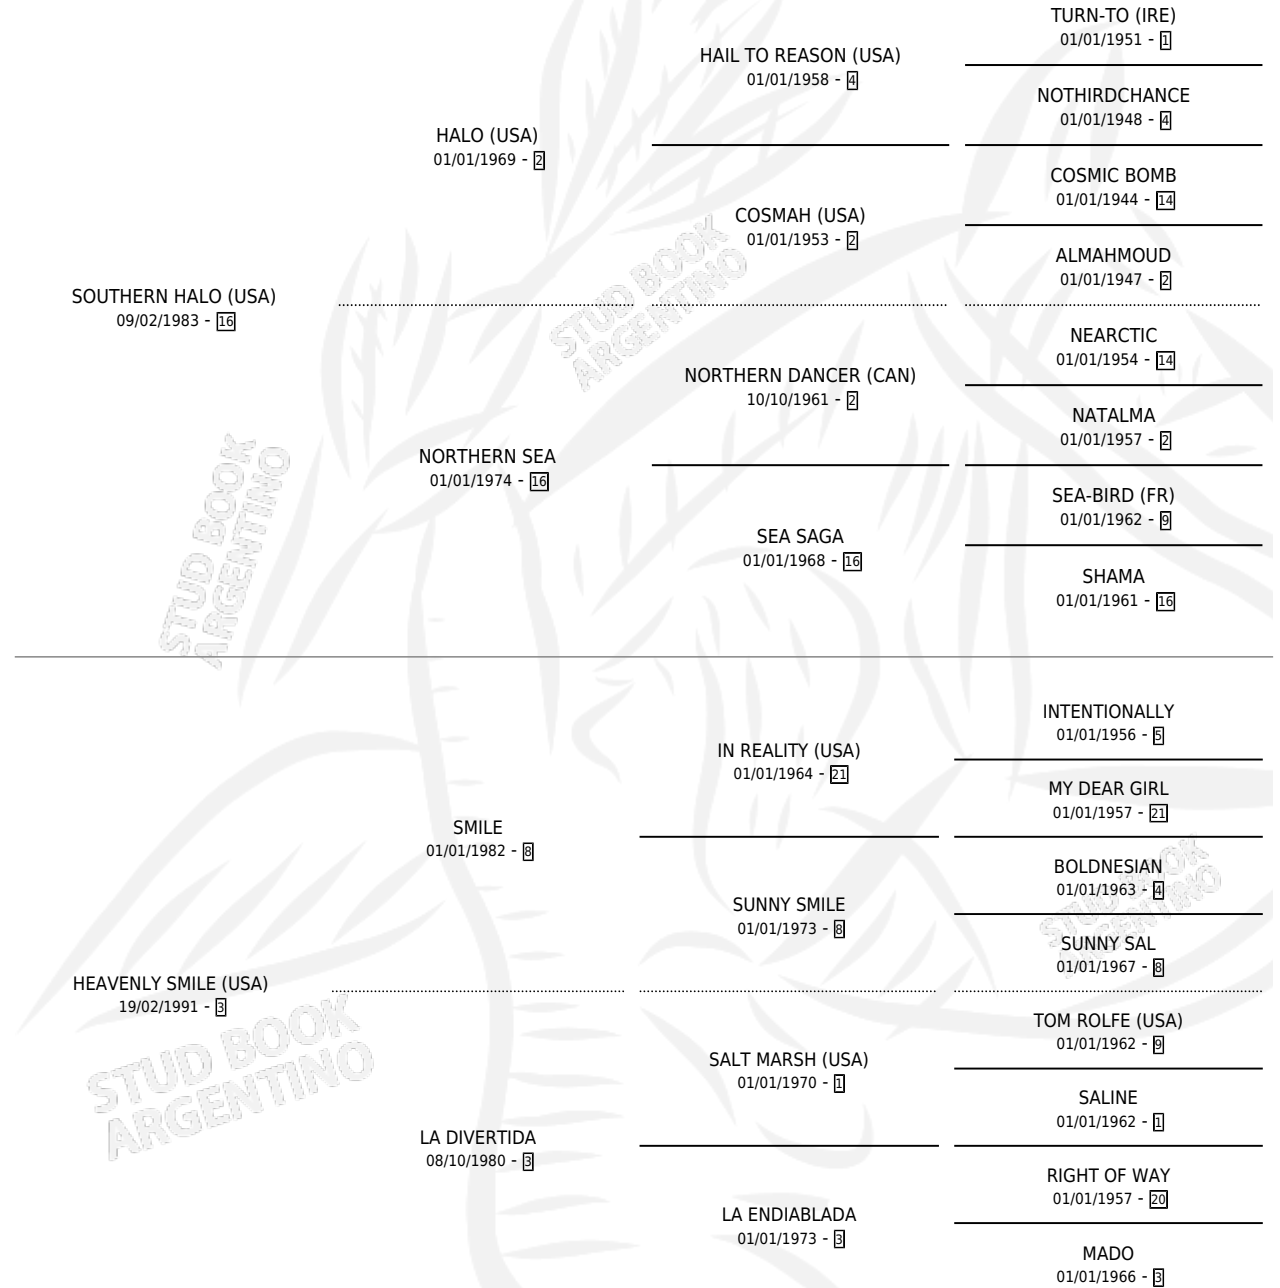 TURN-TO (IRE)
01/01/1951 - 1
HAIL TO REASON (USA)
01/01/1958 - 4
NOTHIRDCHANCE
01/01/1948 - 4
HALO (USA)
01/01/1969 - 2
COSMIC BOMB
01/01/1944 - 14
COSMAH (USA)
01/01/1953 - 2
ALMAHMOUD
01/01/1947 - 2
SOUTHERN HALO (USA)
09/02/1983 - 16
STUD BOOK
ARGENTINO
NEARCTIC
01/01/1954 - 14
NORTHERN DANCER (CAN)
10/10/1961 - 2
NATALMA
01/01/1957 - 2
NORTHERN SEA
01/01/1974 - 16
SEA-BIRD (FR)
01/01/1962 - 9
SEA SAGA
01/01/1968 - 16
SHAMA
01/01/1961 - 16
STUD BOOK
ARGENTINO
INTENTIONALLY
01/01/1956 - 5
IN REALITY (USA)
01/01/1964 - 21
MY DEAR GIRL
01/01/1957 - 21
SMILE
01/01/1982 - 8
BOLDNESIAN
01/01/1963 - 4
SUNNY SMILE
01/01/1973 - 8
STUD BOOK
ARGENTINO
SUNNY SAL
01/01/1967 - 8
HEAVENLY SMILE (USA)
19/02/1991 - 3
TOM ROLFE (USA)
01/01/1962 - 9
SALT MARSH (USA)
01/01/1970 - 1
SALINE
01/01/1962 - 1
STUD BOOK
ARGENTINO
LA DIVERTIDA
08/10/1980 - 3
RIGHT OF WAY
01/01/1957 - 20
LA ENDIABLADA
01/01/1973 - 3
MADO
01/01/1966 - 3